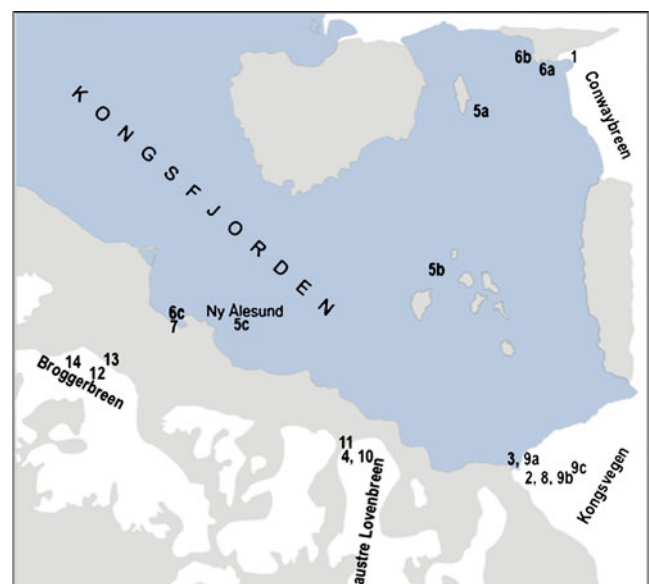 6b
1
6a
5a
Conwaybreen
KONGSFJORDEN
5b
6c
Ny Ålesund
7
5c
13
14
12
Broggerbreen
11
4, 10
3, 9a
9c
2, 8, 9b
Kongsvegen
austre Lovenbreen